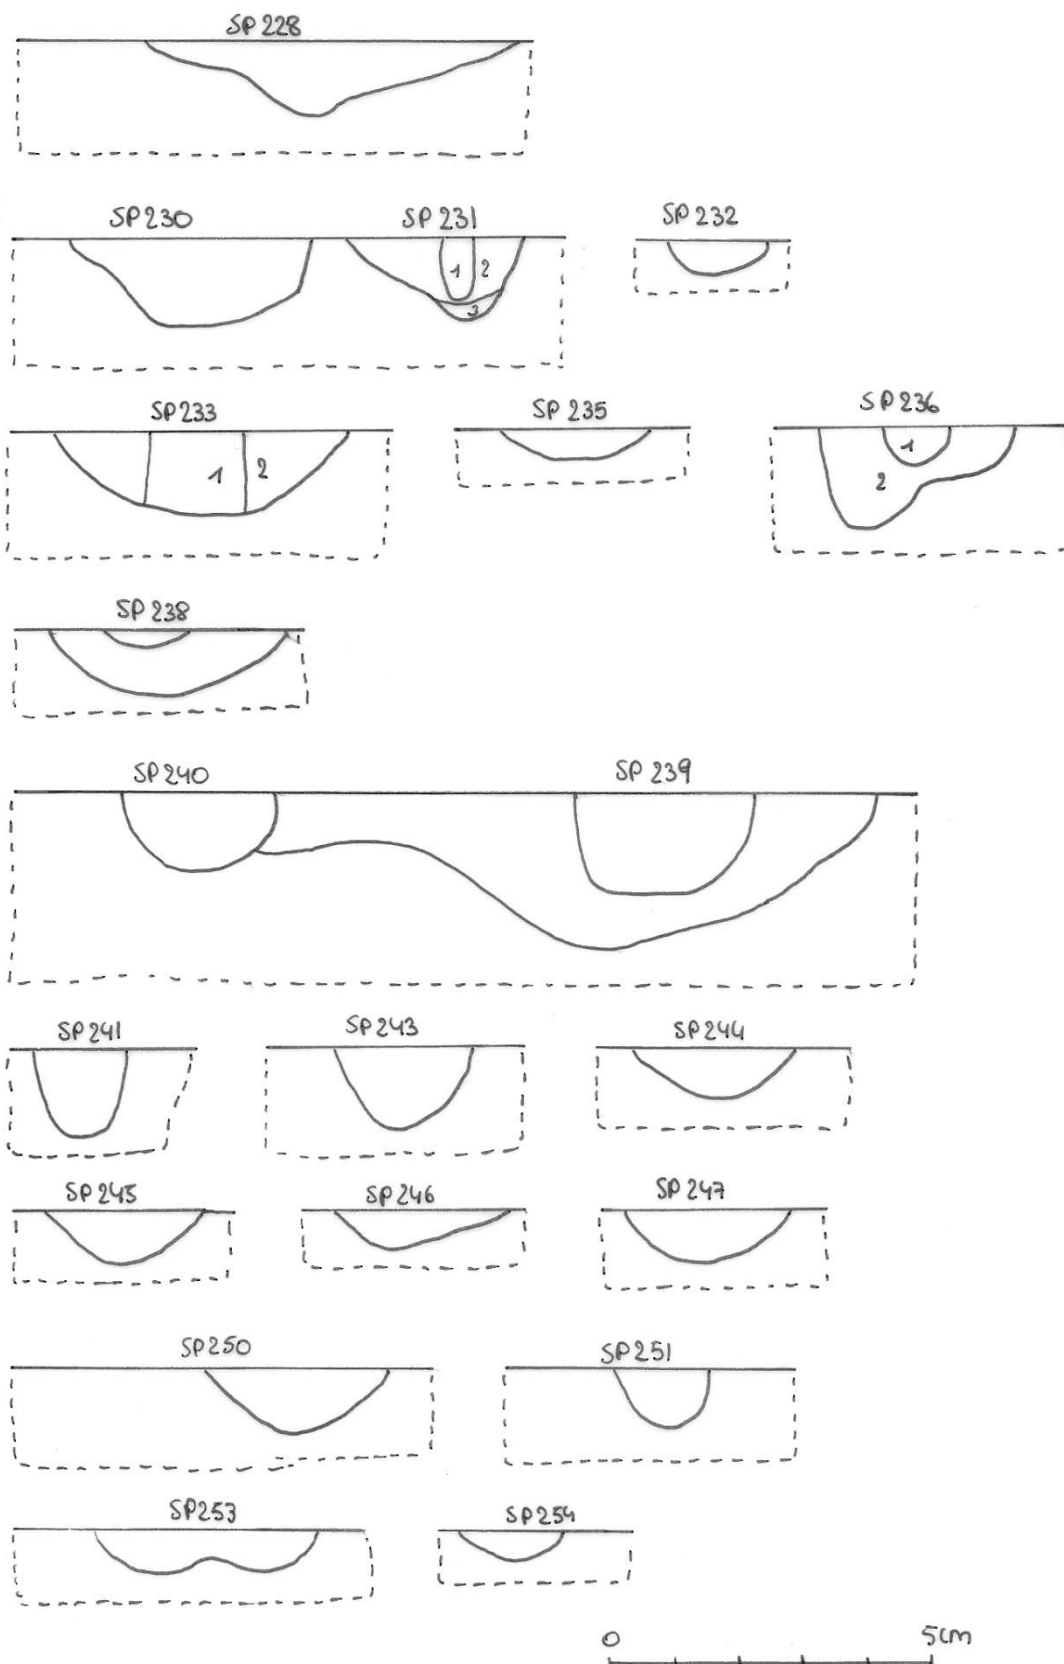 SP 228
SP 230 SP 231 SP 232
1 2
3
SP 233 SP 235 SP 236
1 2 1
2
SP 238
SP 240 SP 239
SP 241 SP 243 SP 244
SP 245 SP 246 SP 247
SP 250 SP 251
SP 253 SP 254
0 5cm